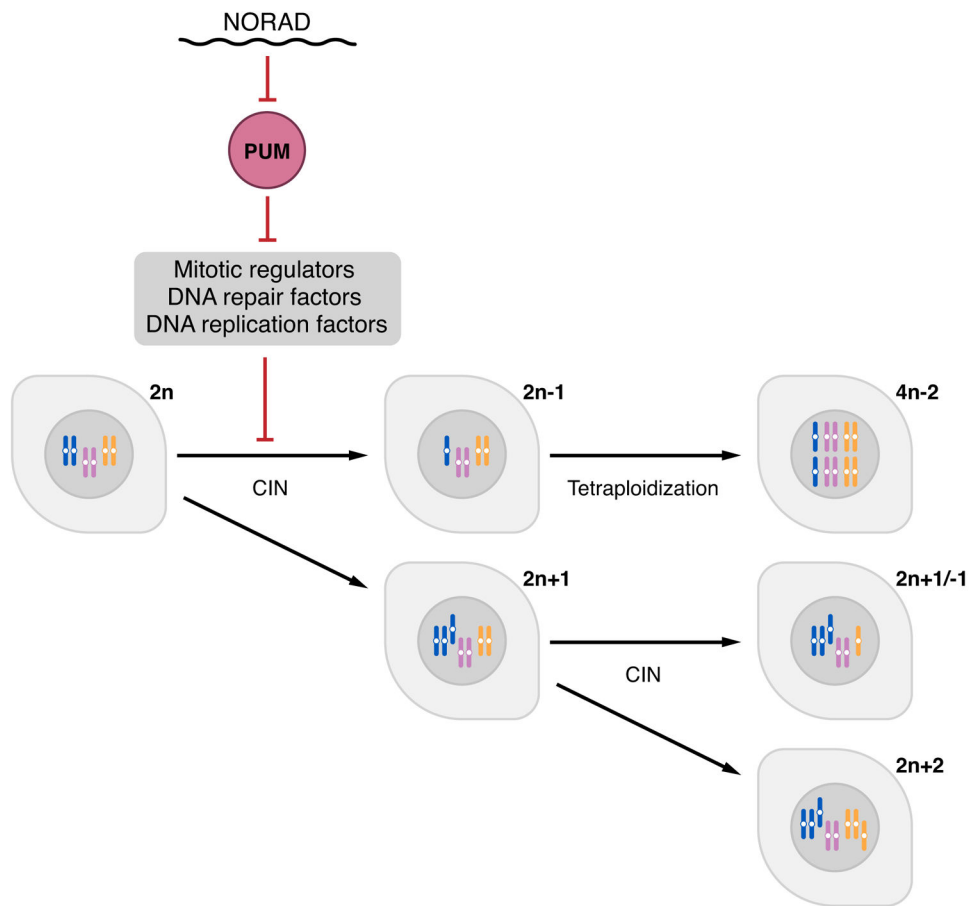 NORAD
PUM
Mitotic regulators
DNA repair factors
DNA replication factors
2n
2n-1
4n-2
CIN
Tetraploidization
2n+1
2n+1/-1
CIN
2n+2